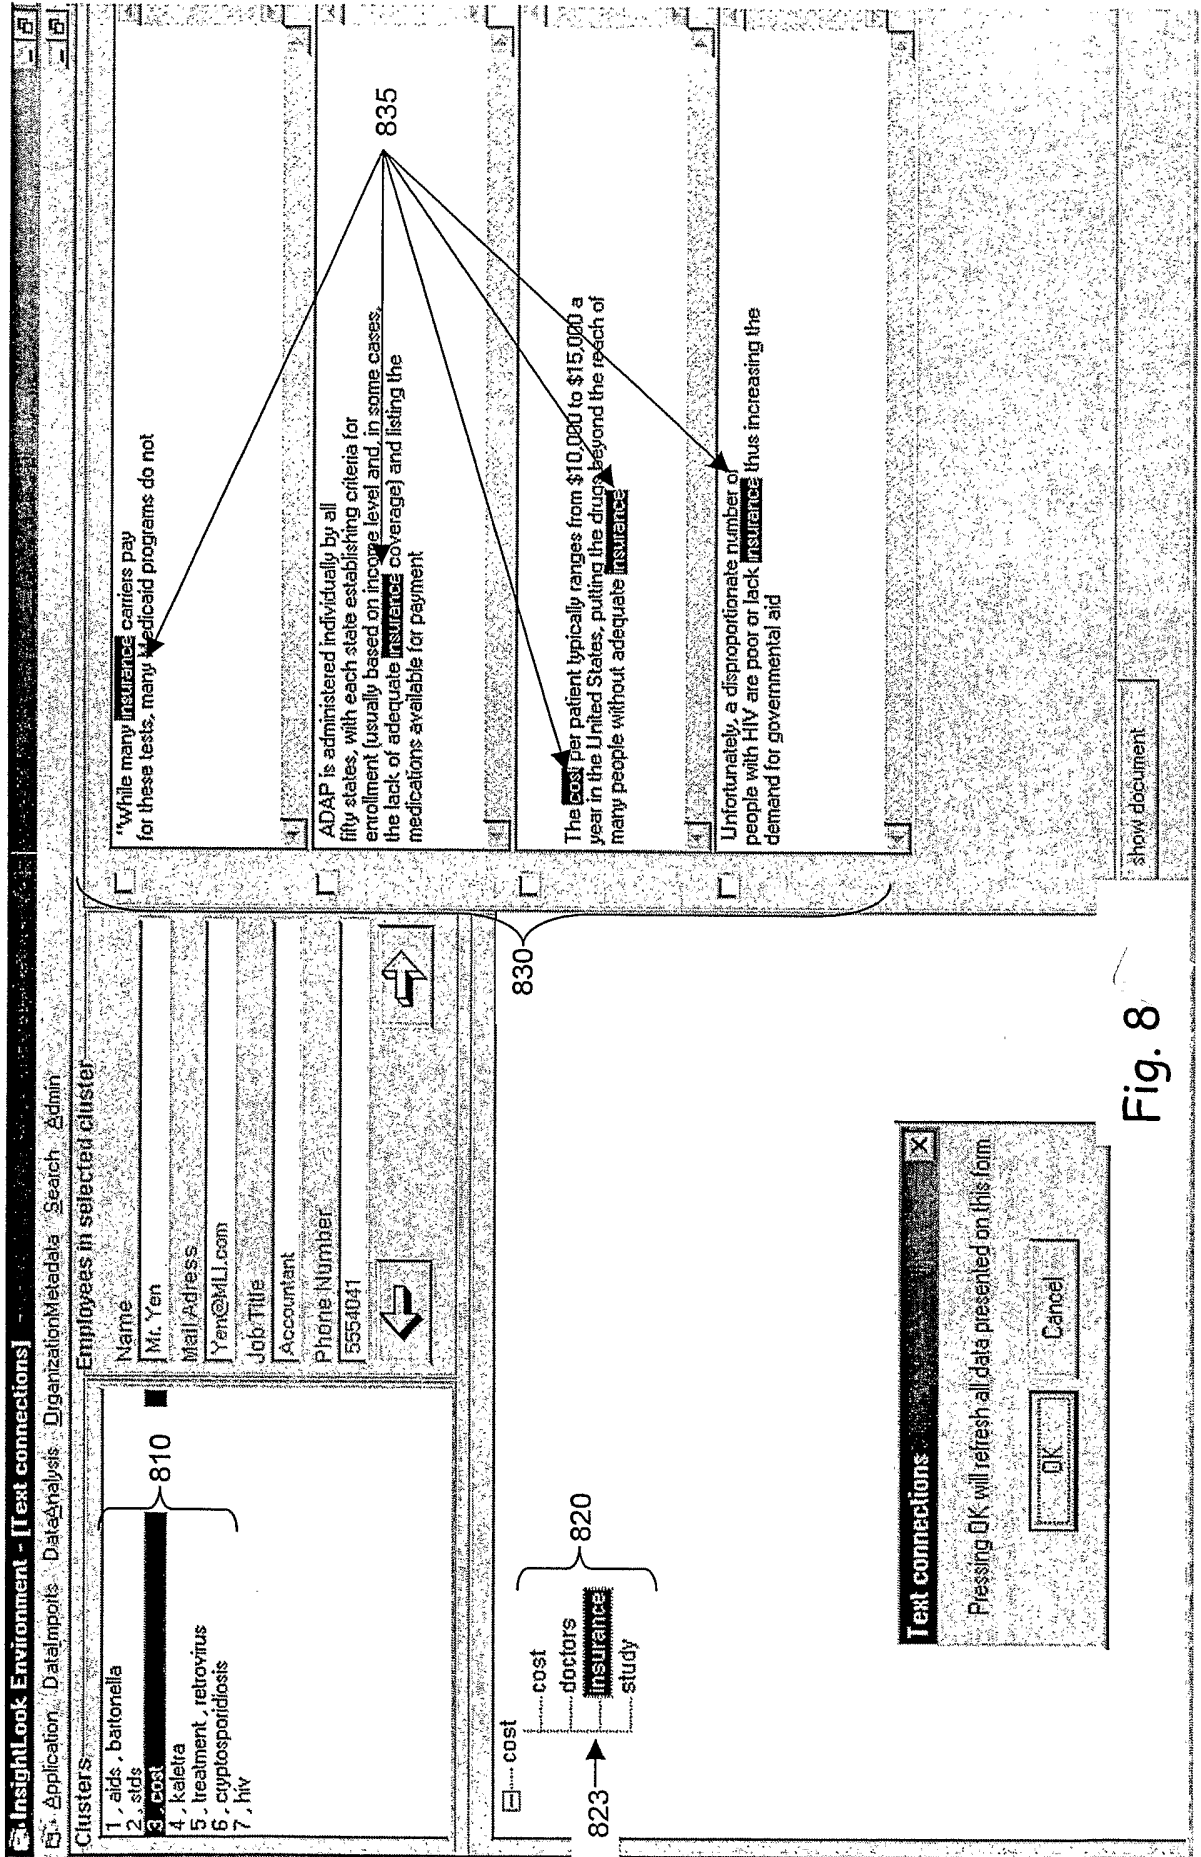 InsightLook Environment - [Text connections]
Application DataImports DataAnalysis OrganizationMetadata Search Admin
Clusters
1 , aids , bartonella
2 , stds
3 , cost
4 , kaletra
5 , treatment , retrovirus
6 , cryptosporidiosis
7 , hiv
810
Employees in selected cluster
Name
Mr. Yen
Mail Adress
Yen@MLI.com
Job Title
Accountant
Phone Number
5554041
"While many insurance carriers pay
for these tests, many Medicaid programs do not
ADAP is administered individually by all
fifty states, with each state establishing criteria for
enrollment (usually based on income level and, in some cases,
the lack of adequate insurance coverage) and listing the
medications available for payment
The cost per patient typically ranges from $10,000 to $15,000 a
year in the United States, putting the drugs beyond the reach of
many people without adequate insurance
Unfortunately, a disproportionate number of
people with HIV are poor or lack insurance thus increasing the
demand for governmental aid
835
830
cost
cost
doctors
insurance
study
820
823
Text connections
Pressing OK will refresh all data presented on this form
OK
Cancel
show document
Fig. 8